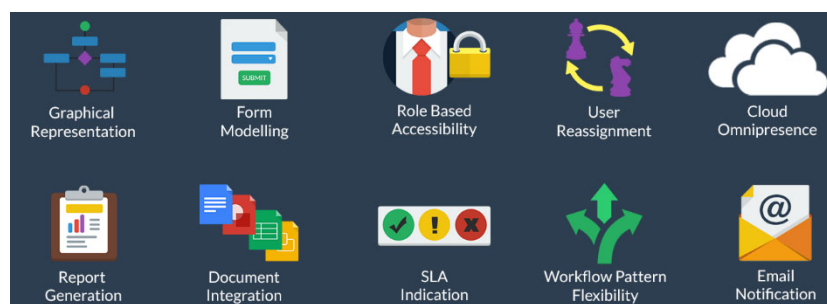 Graphical
Representation
SUBMIT
Form
Modelling
Role Based
Accessibility
User
Reassignment
Cloud
Omnipresence
Report
Generation
Document
Integration
SLA
Indication
Workflow Pattern
Flexibility
@
Email
Notification